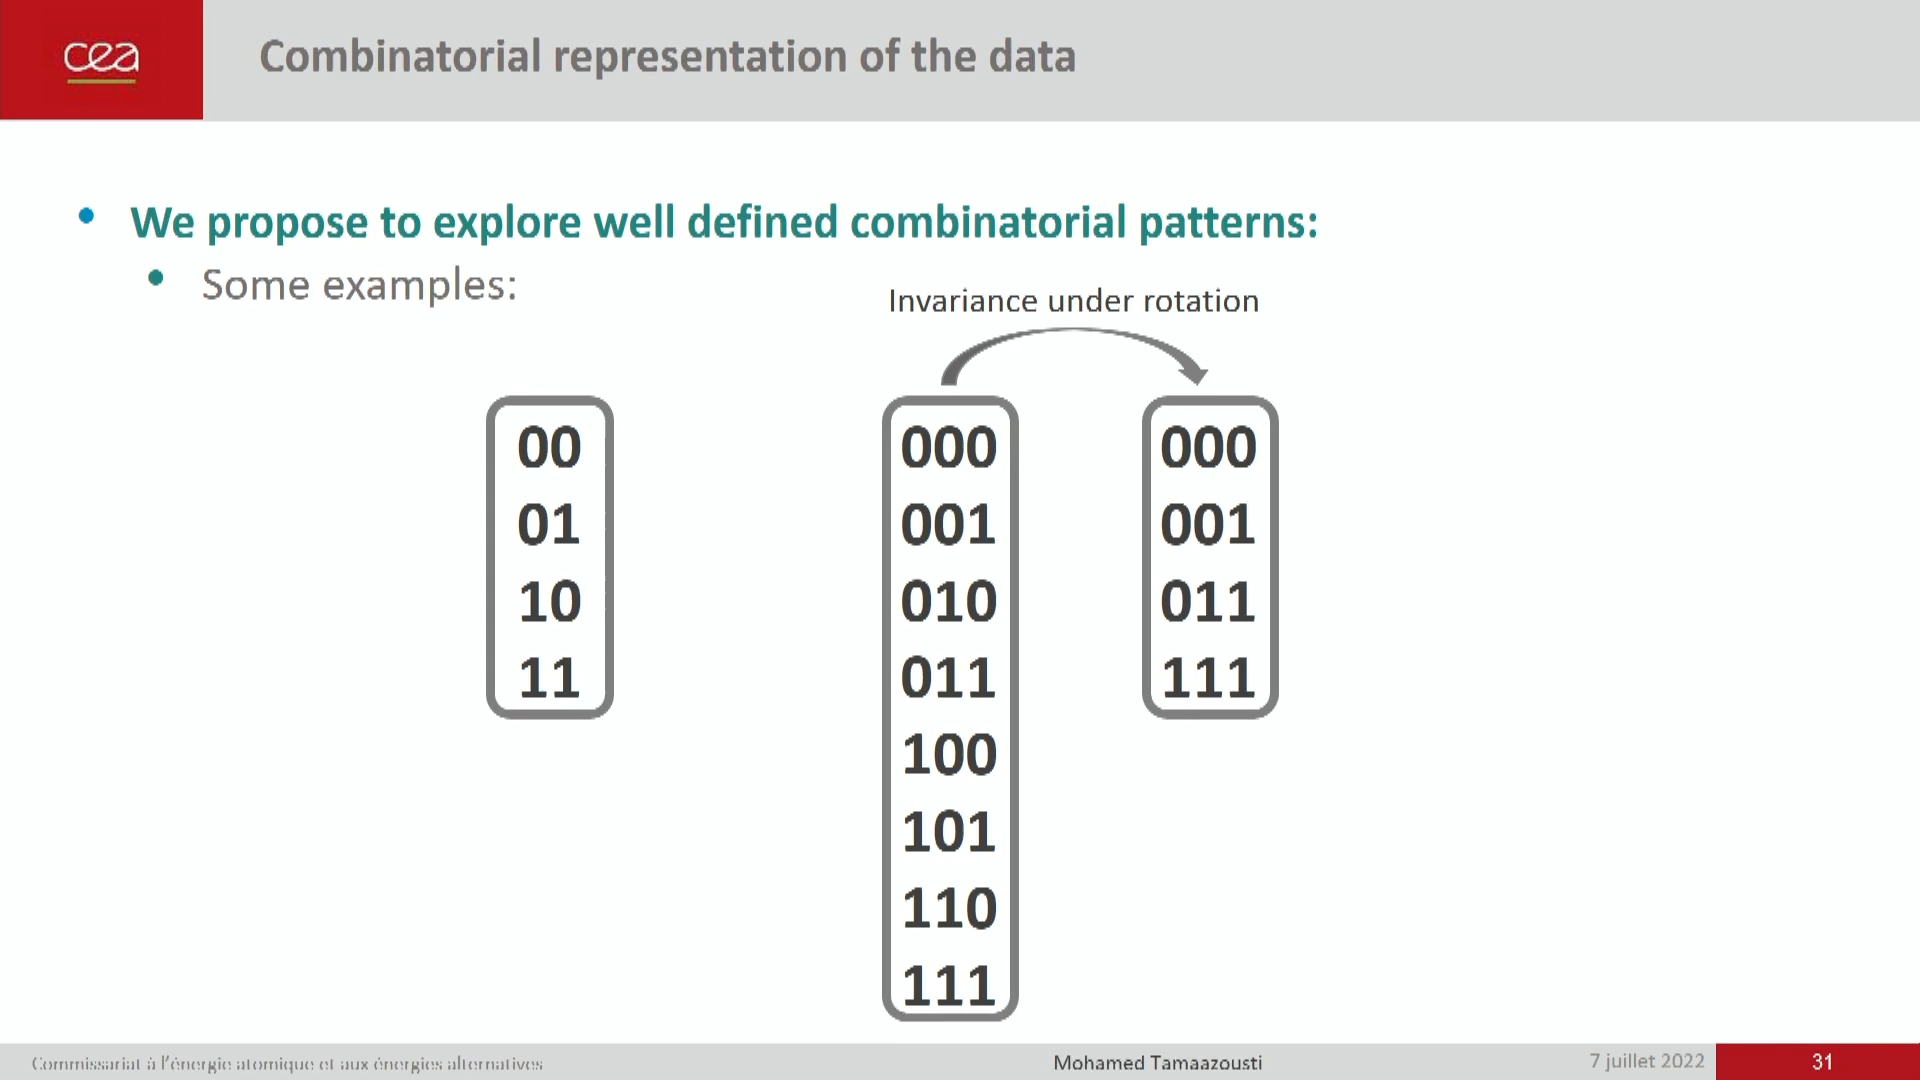 cea
Combinatorial representation of the data
We propose to explore well defined combinatorial patterns:
Some examples:
Invariance under rotation
00
01
10
11
000
001
010
011
100
101
110
111
000
001
011
111
Commissariat à l'énergie atomique et aux énergies alternatives
Mohamed Tamaazousti
7 juillet 2022
31